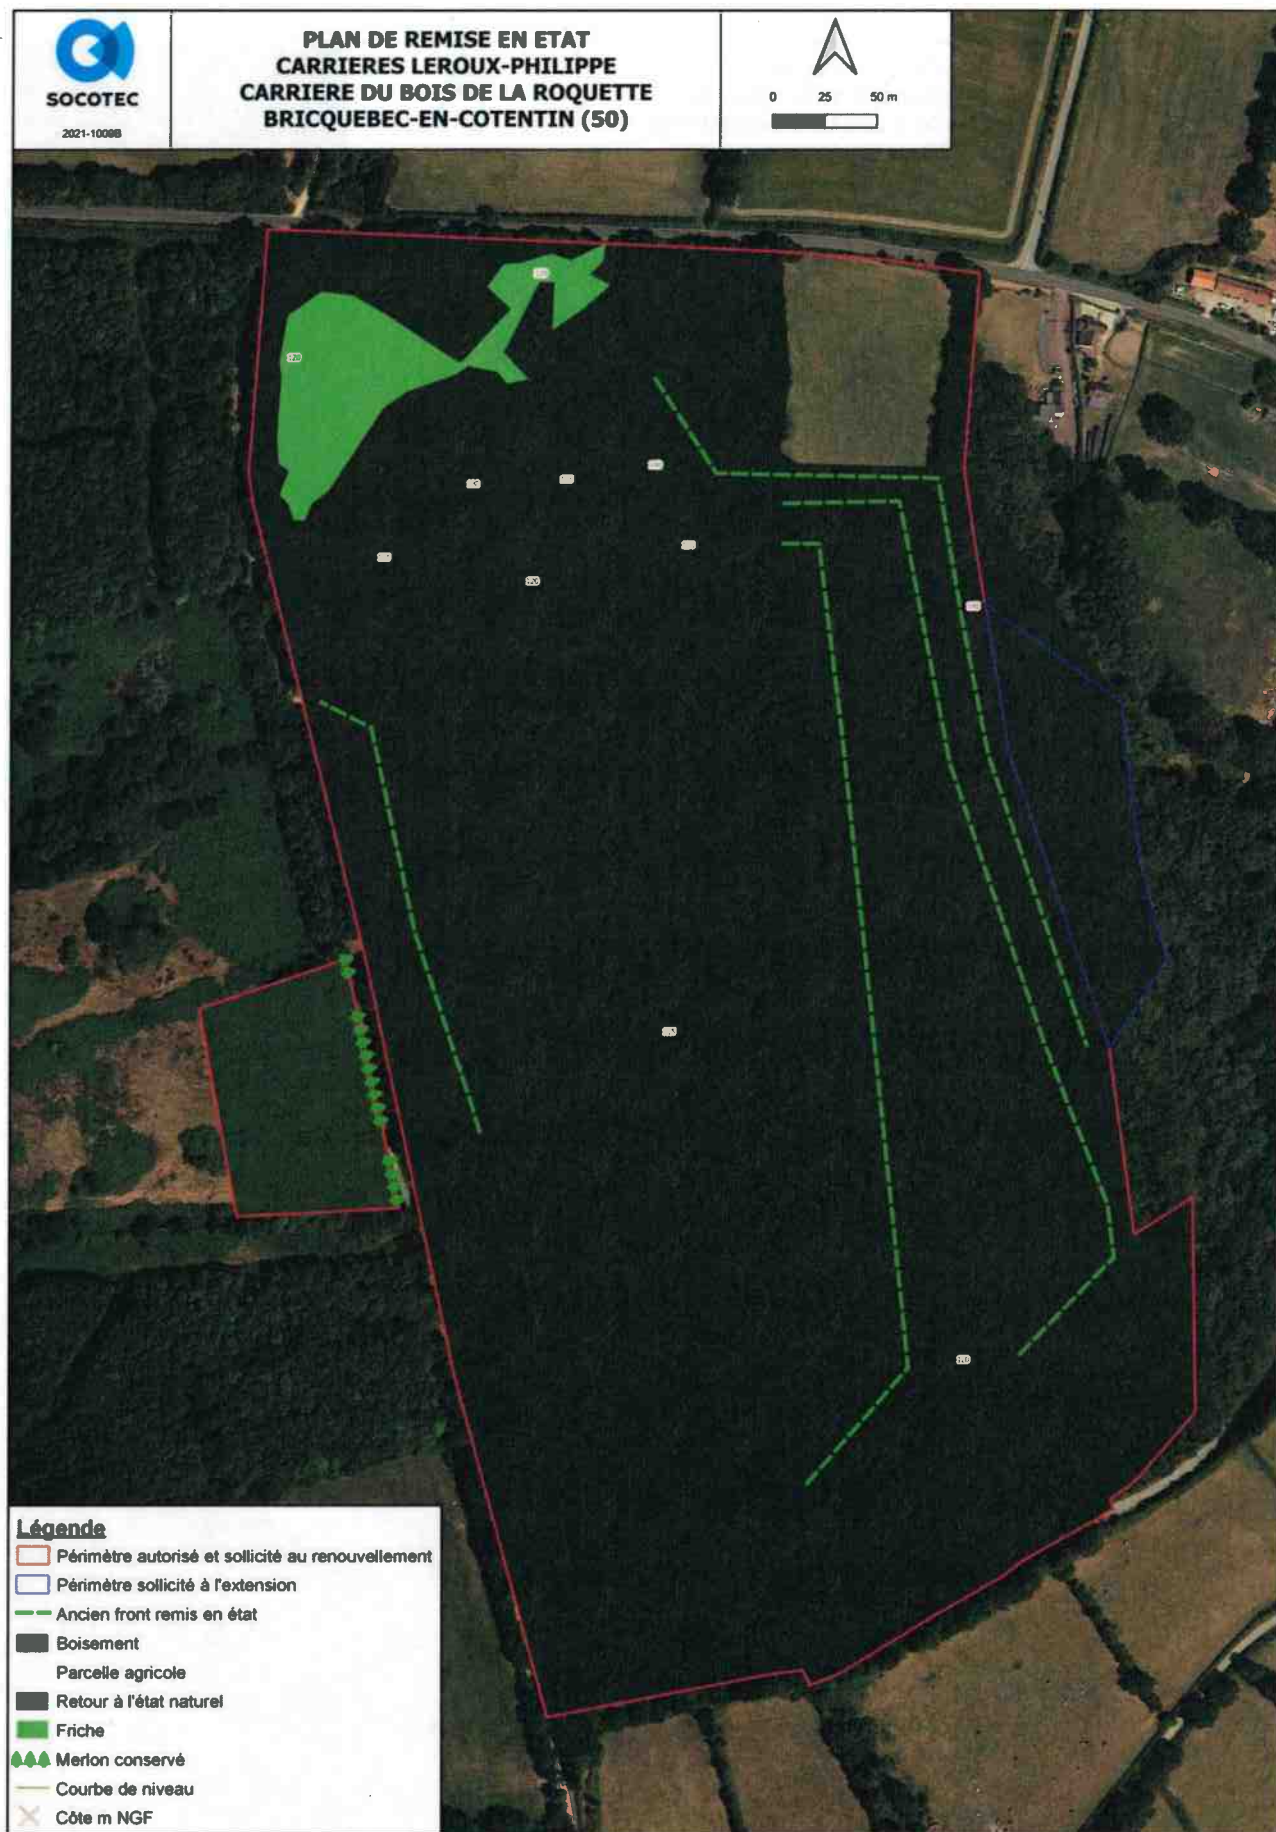 SOCOTEC
2021-1009B
PLAN DE REMISE EN ETAT
CARRIERES LEROUX-PHILIPPE
CARRIERE DU BOIS DE LA ROQUETTE
BRICQUEBEC-EN-COTENTIN (50)
0 25 50 m
Légende
Périmètre autorisé et sollicité au renouvellement
Périmètre sollicité à l'extension
Ancien front remis en état
Boisement
Parcelle agricole
Retour à l'état naturel
Friche
Merlon conservé
Courbe de niveau
Côte m NGF